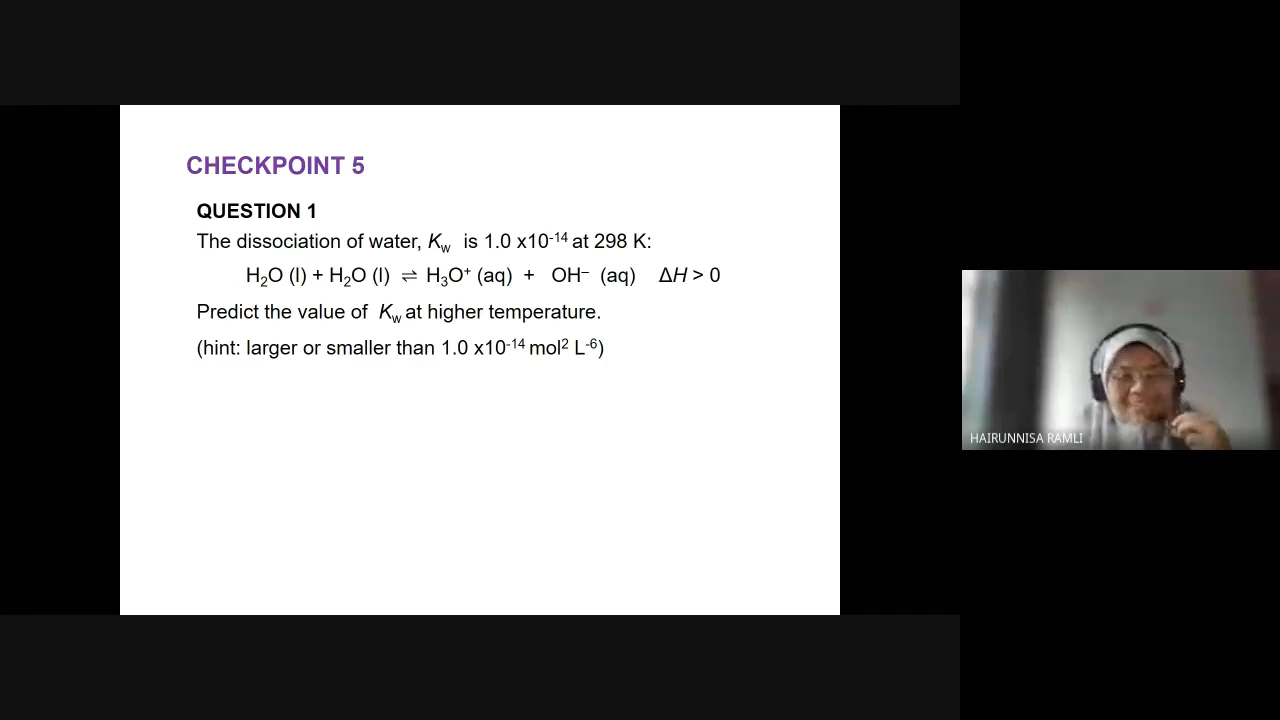 CHECKPOINT 5
QUESTION 1
The dissociation of water, Kw is 1.0 x10⁻¹⁴ at 298 K:
H₂O (l) + H₂O (l) ⇌ H₃O⁺ (aq) + OH⁻ (aq) ΔH > 0
Predict the value of Kw at higher temperature.
(hint: larger or smaller than 1.0 x10⁻¹⁴ mol² L⁻⁶)
HAIRUNNISA RAMLI